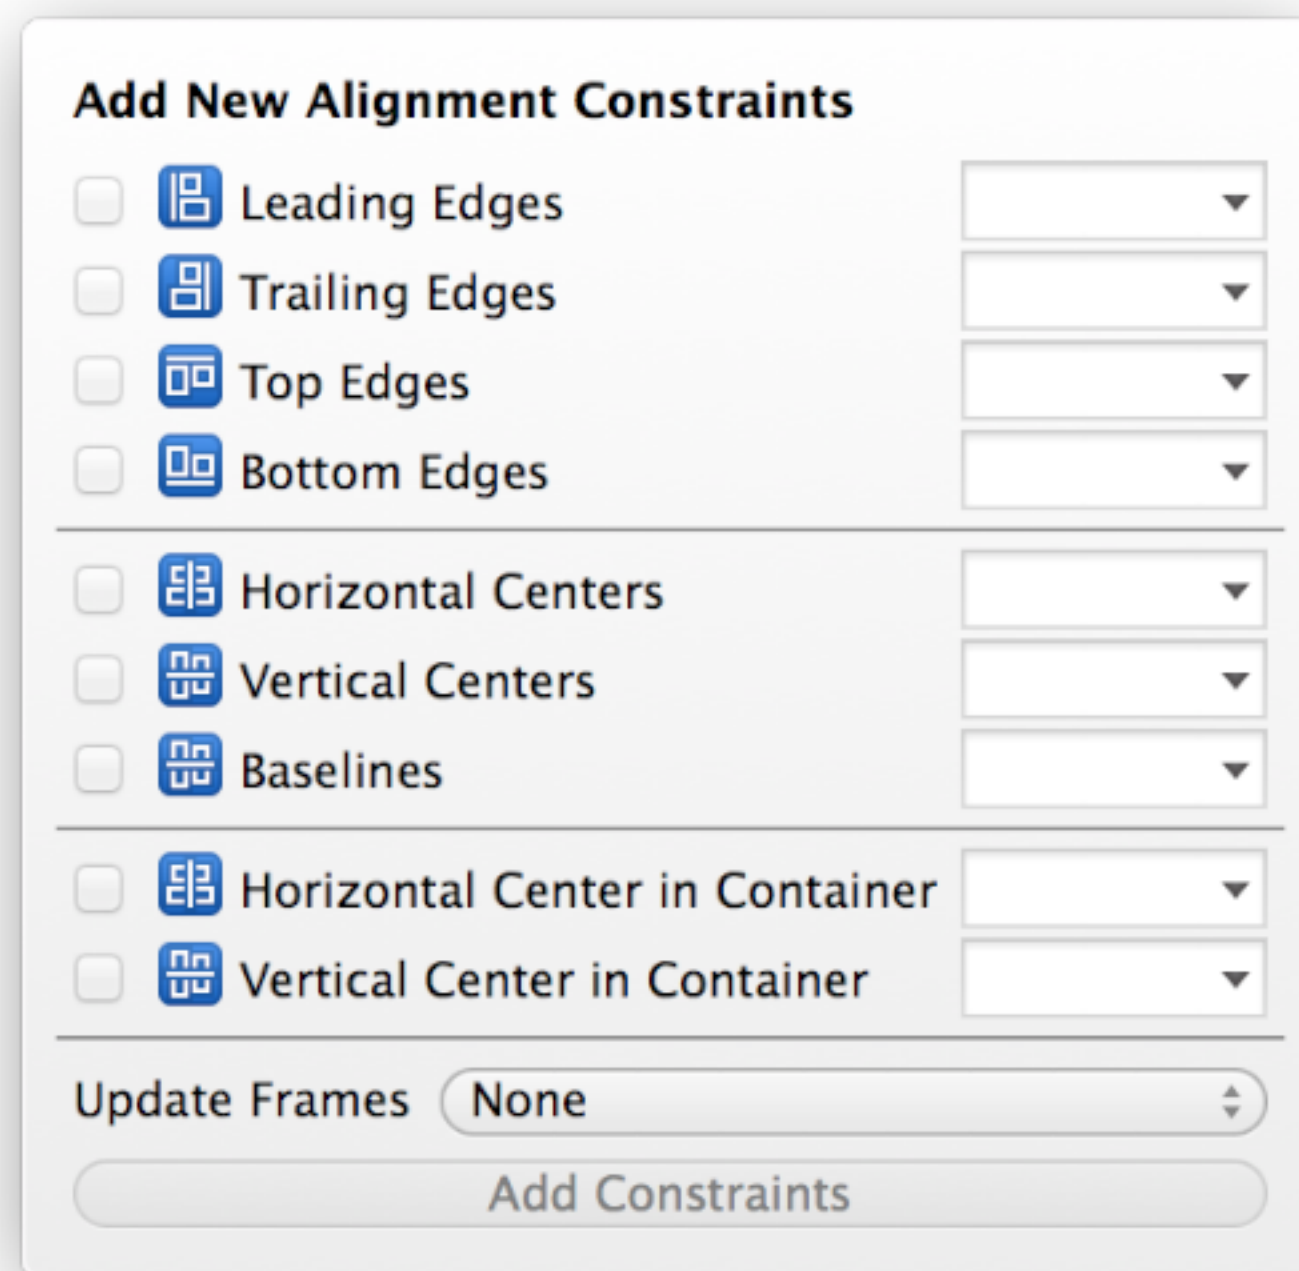 Add New Alignment Constraints
Leading Edges
Trailing Edges
Top Edges
Bottom Edges
Horizontal Centers
Vertical Centers
Baselines
Horizontal Center in Container
Vertical Center in Container
Update Frames None
Add Constraints